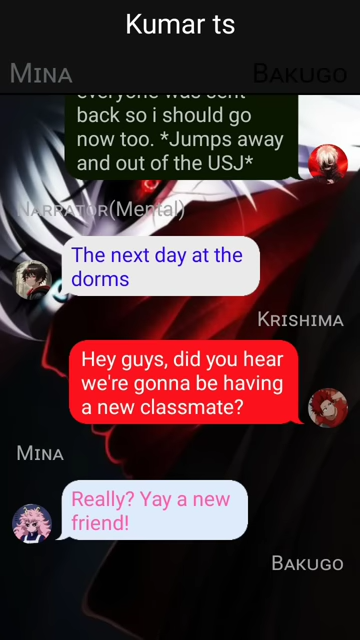 Kumar ts
Mina
Bakugo
everyone was sent
back so i should go
now too. *Jumps away
and out of the USJ*
Narrator(Mental)
The next day at the
dorms
Krishima
Hey guys, did you hear
we're gonna be having
a new classmate?
Mina
Really? Yay a new
friend!
Bakugo